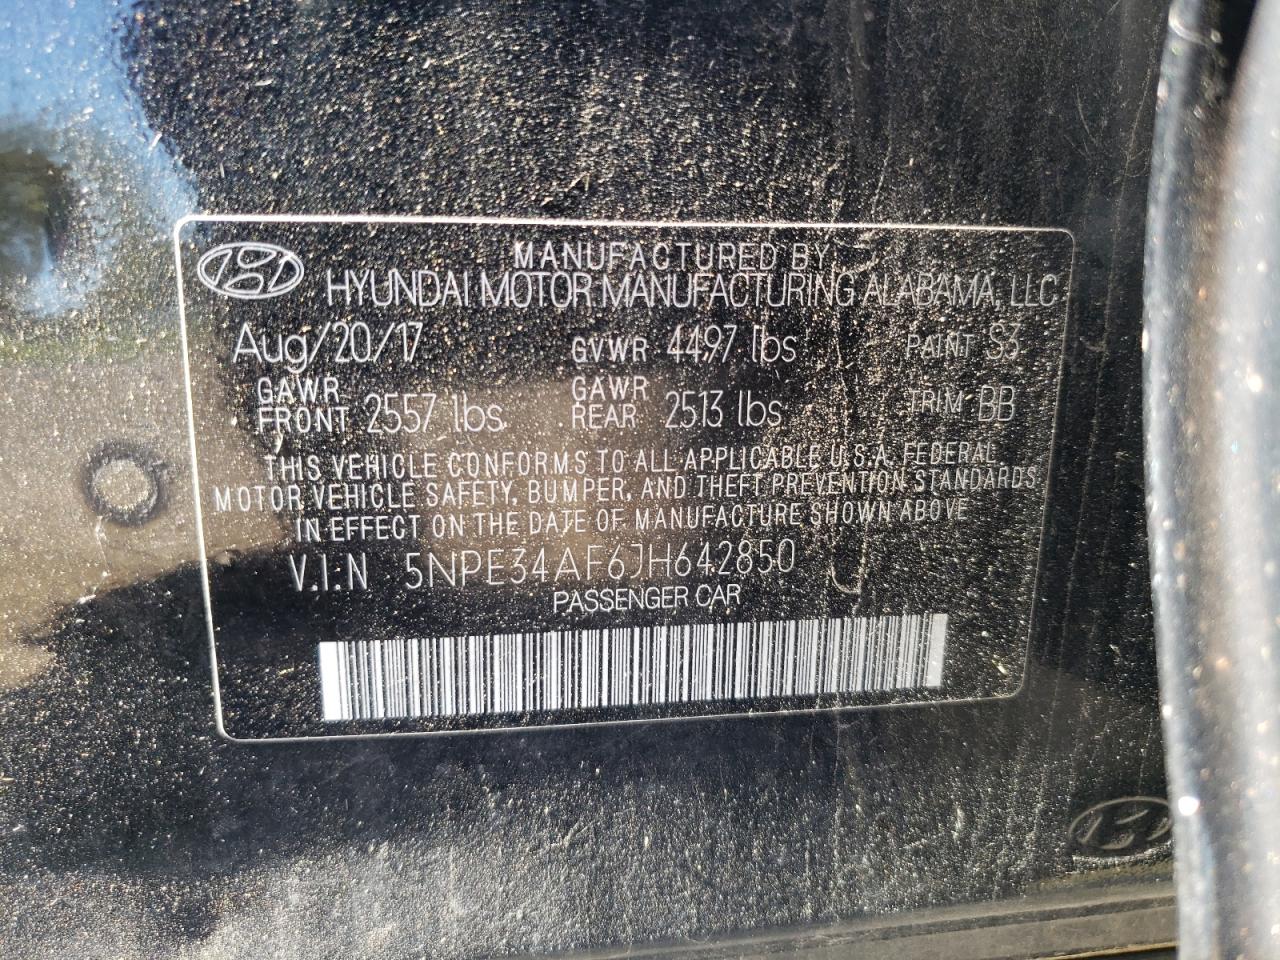 MANUFACTURED BY
HYUNDAI MOTOR MANUFACTURING ALABAMA, LLC
Aug/20/17 GVWR 4497 lbs PAINT S3
GAWR FRONT 2557 lbs GAWR REAR 2513 lbs TRIM BB
THIS VEHICLE CONFORMS TO ALL APPLICABLE U.S.A. FEDERAL
MOTOR VEHICLE SAFETY, BUMPER, AND THEFT PREVENTION STANDARDS
IN EFFECT ON THE DATE OF MANUFACTURE SHOWN ABOVE
V.I.N 5NPE34AF6JH642850
PASSENGER CAR